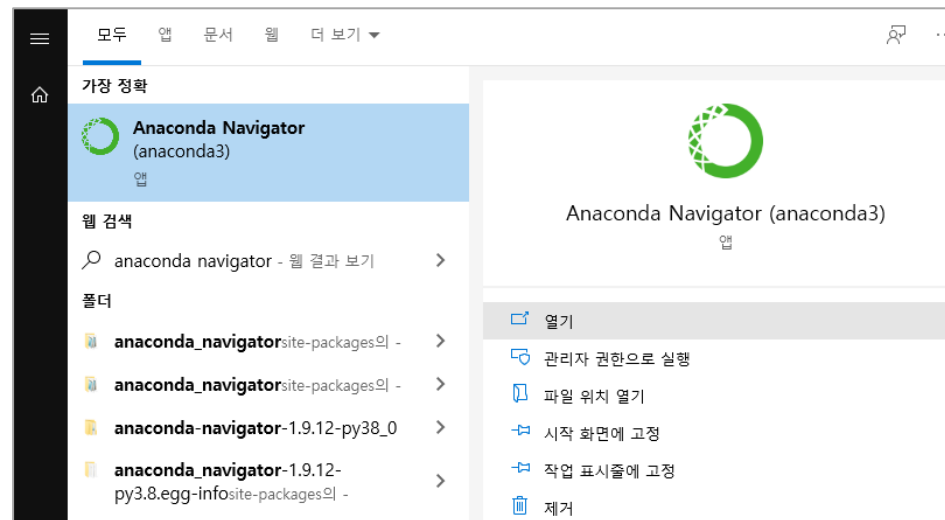 모두 앱 문서 웹 더 보기
가장 정확
Anaconda Navigator
(anaconda3)
앱
웹 검색
anaconda navigator - 웹 결과 보기
폴더
anaconda_navigatorsite-packages의 -
anaconda_navigatorsite-packages의 -
anaconda-navigator-1.9.12-py38_0
anaconda_navigator-1.9.12-
py3.8.egg-infosite-packages의 -
Anaconda Navigator (anaconda3)
앱
열기
관리자 권한으로 실행
파일 위치 열기
시작 화면에 고정
작업 표시줄에 고정
제거